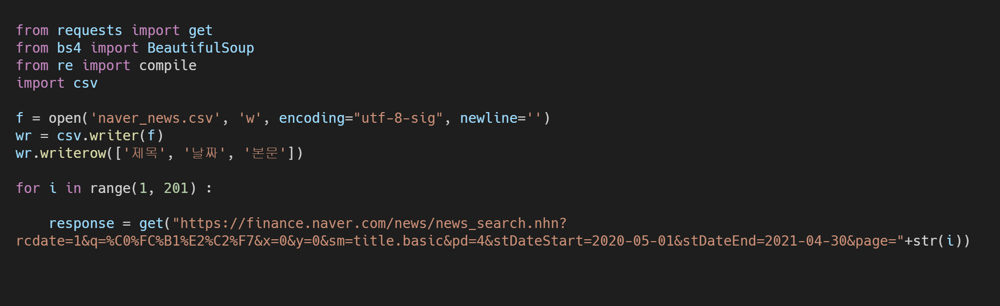 from requests import get
from bs4 import BeautifulSoup
from re import compile
import csv
f = open('naver_news.csv', 'w', encoding="utf-8-sig", newline='')
wr = csv.writer(f)
wr.writerow(['제목', '날짜', '본문'])
for i in range(1, 201) :
response = get("https://finance.naver.com/news/news_search.nhn?
rcdate=1&q=%C0%FC%B1%E2%C2%F7&x=0&y=0&sm=title.basic&pd=4&stDateStart=2020-05-01&stDateEnd=2021-04-30&page="+str(i))